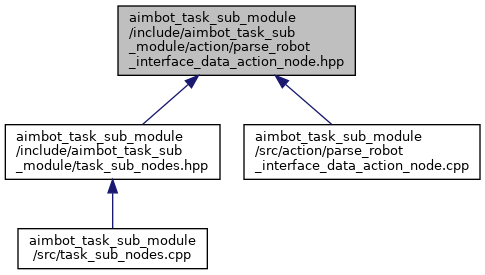 aimbot_task_sub_module
/include/aimbot_task_sub
_module/action/parse_robot
_interface_data_action_node.hpp
aimbot_task_sub_module
/include/aimbot_task_sub
_module/task_sub_nodes.hpp
aimbot_task_sub_module
/src/action/parse_robot
_interface_data_action_node.cpp
aimbot_task_sub_module
/src/task_sub_nodes.cpp